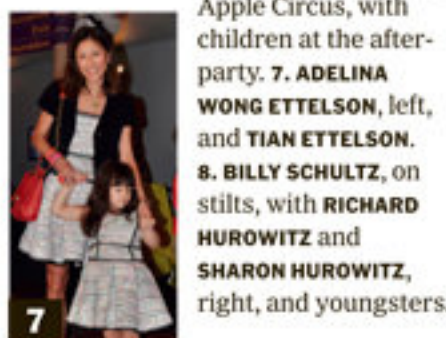 Apple Circus, with
children at the after-
party. 7. ADELINA
WONG ETTELSON, left,
and TIAN ETTELSON.
8. BILLY SCHULTZ, on
stilts, with RICHARD
HUROWITZ and
SHARON HUROWITZ,
right, and youngsters
7